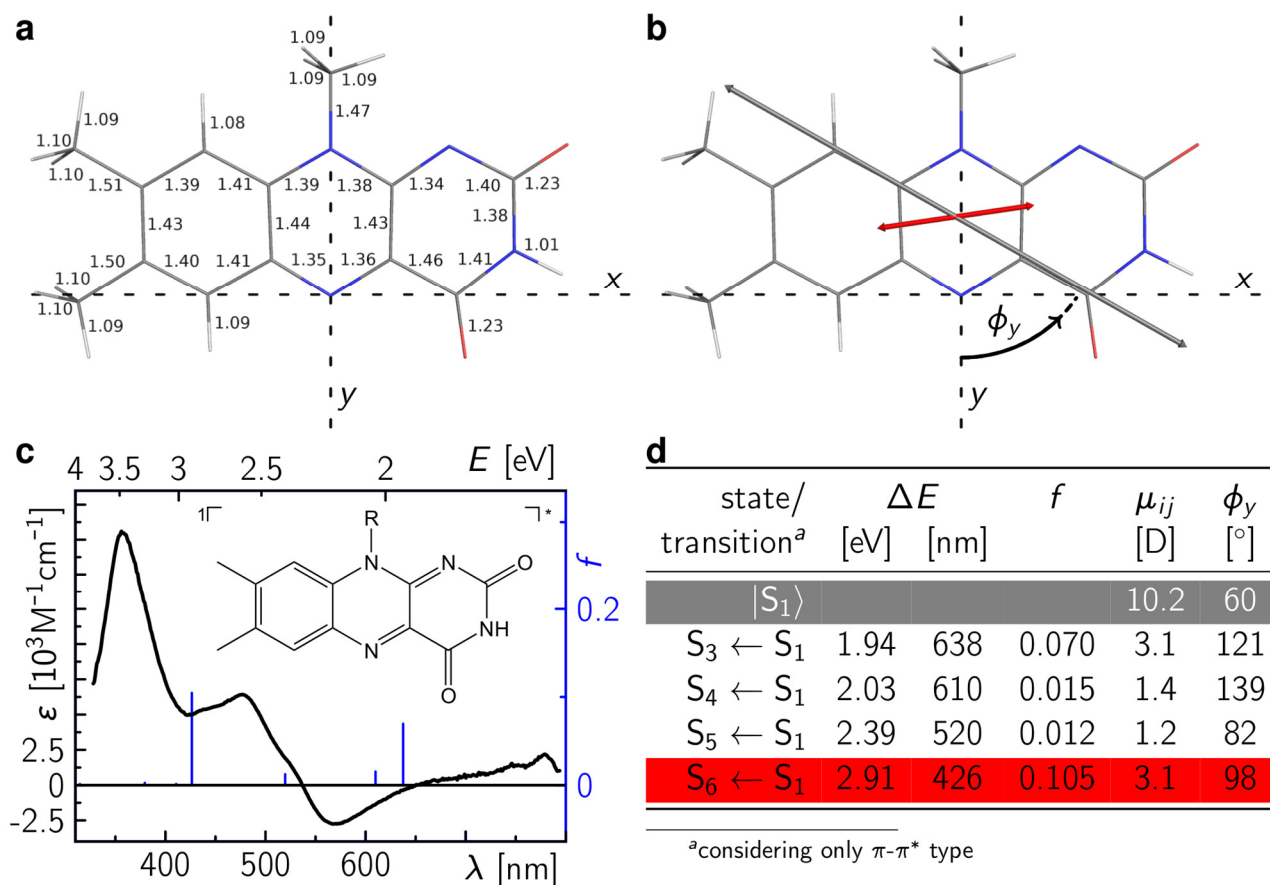 a
1.09
1.09 1.09
1.47
1.09 1.08
1.10
1.10
1.51 1.39 1.41 1.39 1.38 1.34 1.40 1.23
1.43 1.44 1.43 1.38
1.01
1.50 1.40 1.41 1.35 1.36 1.46 1.41
1.10
1.10
x
1.09 1.09 1.23
y
b
x
ϕy
y
c
4 3.5 3 2.5 2 E [eV]
1 *
R
N N O
N NH
O
ε [10³M⁻¹cm⁻¹]
2.5
0
-2.5
f
0.2
0
400 600 λ [nm]
d
state/ ΔE f μij ϕy
transitionᵃ [eV] [nm] [D] [°]
|S₁⟩ 10.2 60
S₃ ← S₁ 1.94 638 0.070 3.1 121
S₄ ← S₁ 2.03 610 0.015 1.4 139
S₅ ← S₁ 2.39 520 0.012 1.2 82
S₆ ← S₁ 2.91 426 0.105 3.1 98
ᵃconsidering only π-π* type